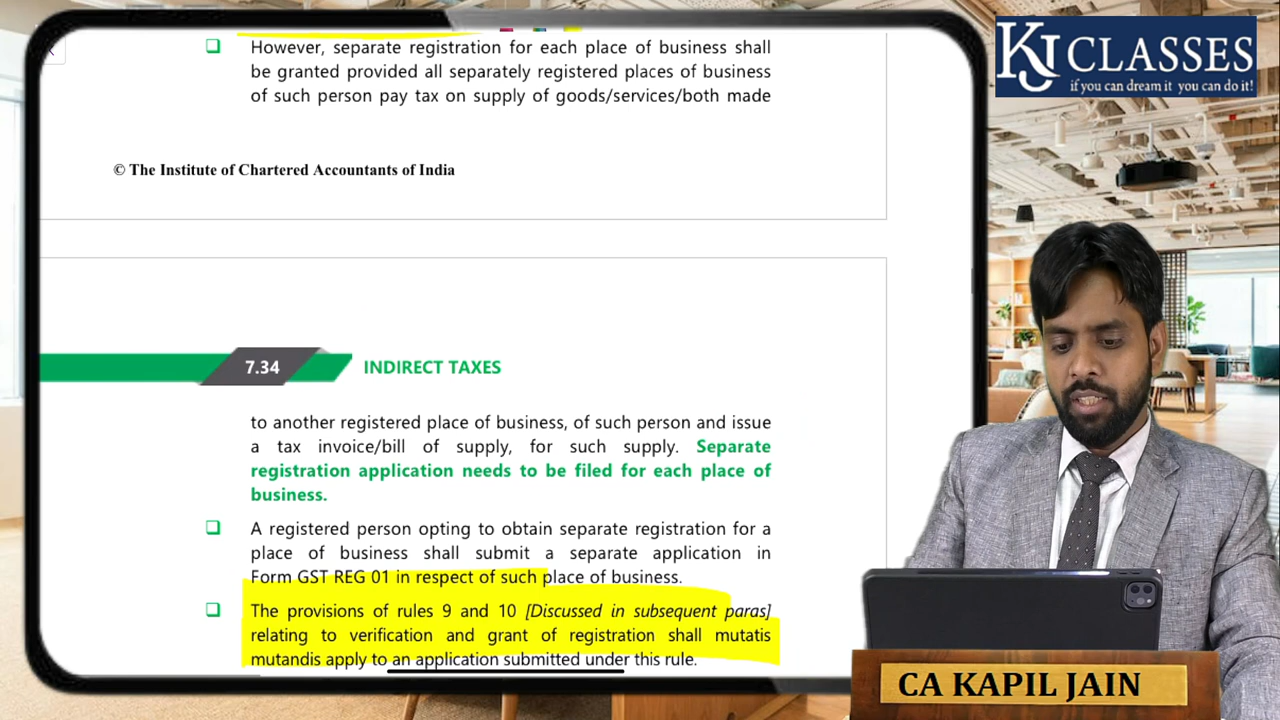 However, separate registration for each place of business shall
be granted provided all separately registered places of business
of such person pay tax on supply of goods/services/both made
© The Institute of Chartered Accountants of India
7.34 INDIRECT TAXES
to another registered place of business, of such person and issue
a tax invoice/bill of supply, for such supply. Separate
registration application needs to be filed for each place of
business.
A registered person opting to obtain separate registration for a
place of business shall submit a separate application in
Form GST REG 01 in respect of such place of business.
The provisions of rules 9 and 10 [Discussed in subsequent paras]
relating to verification and grant of registration shall mutatis
mutandis apply to an application submitted under this rule.
KJ CLASSES
if you can dream it you can do it!
CA KAPIL JAIN